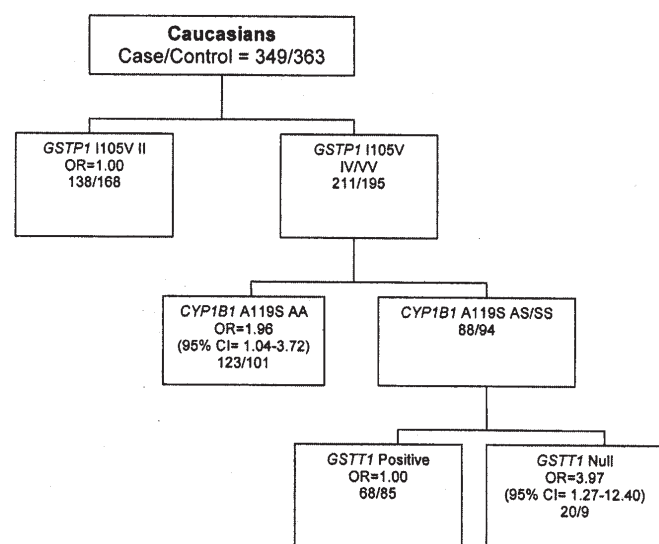 Caucasians
Case/Control = 349/363
GSTP1 I105V II
OR=1.00
138/168
GSTP1 I105V
IV/VV
211/195
CYP1B1 A119S AA
OR=1.96
(95% CI= 1.04-3.72)
123/101
CYP1B1 A119S AS/SS
88/94
GSTT1 Positive
OR=1.00
68/85
GSTT1 Null
OR=3.97
(95% CI= 1.27-12.40)
20/9